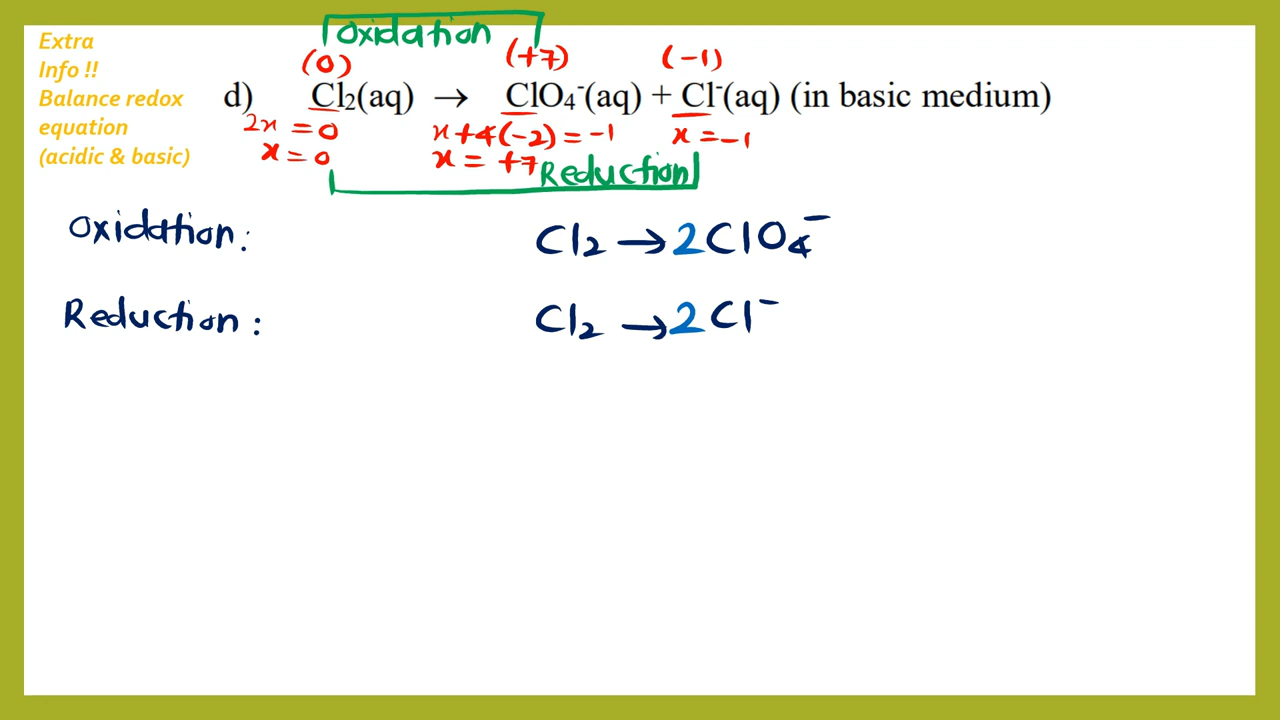 Extra
Info !!
Balance redox
equation
(acidic & basic)
Oxidation
(0) (+7) (-1)
d) Cl₂(aq) → ClO₄⁻(aq) + Cl⁻(aq) (in basic medium)
2x = 0 x + 4(-2) = -1 x = -1
x = 0 x = +7
Reduction
Oxidation: Cl₂ → 2ClO₄⁻
Reduction: Cl₂ → 2Cl⁻